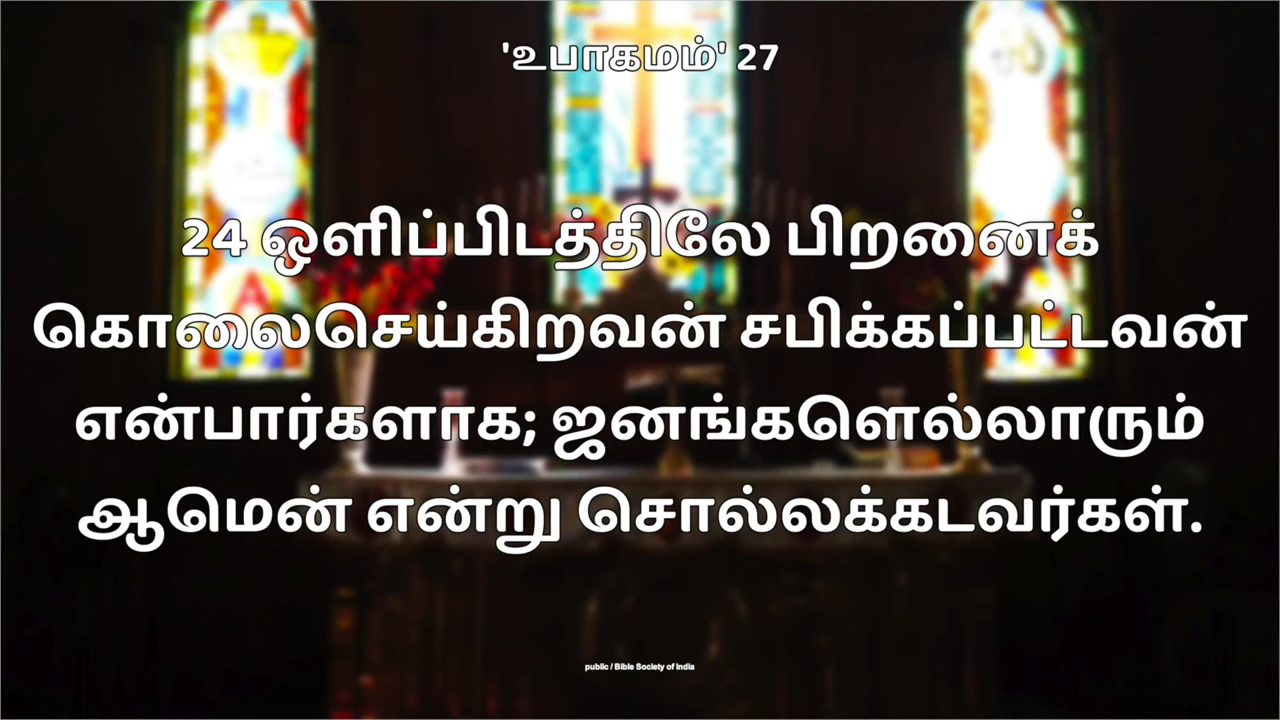 'உபாகமம்' 27
24 ஒளிப்பிடத்திலே பிறனைக்
கொலைசெய்கிறவன் சபிக்கப்பட்டவன்
என்பார்களாக; ஜனங்களெல்லாரும்
ஆமென் என்று சொல்லக்கடவர்கள்.
public / Bible Society of India